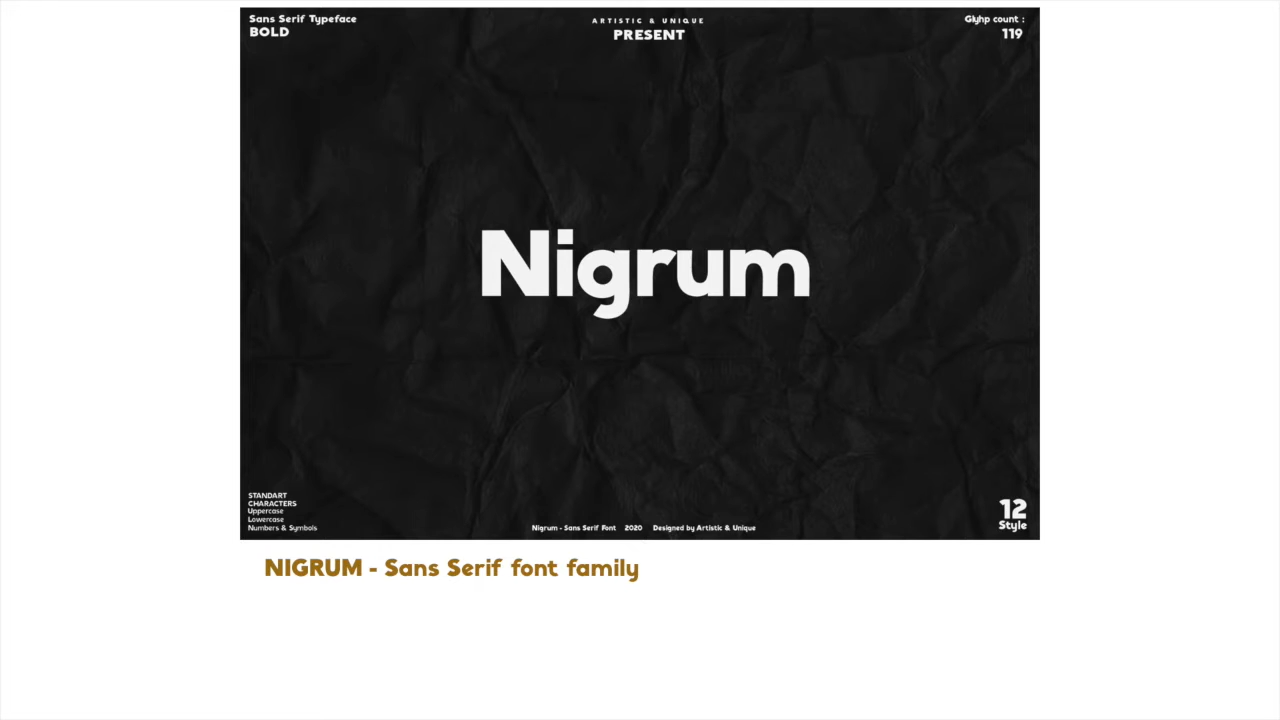 Sans Serif Typeface
BOLD
ARTISTIC & UNIQUE
PRESENT
Glyhp count :
119
Nigrum
STANDART
CHARACTERS
Uppercase
Lowercase
Numbers & Symbols
Nigrum - Sans Serif Font 2020 Designed by Artistic & Unique
12
Style
NIGRUM - Sans Serif font family